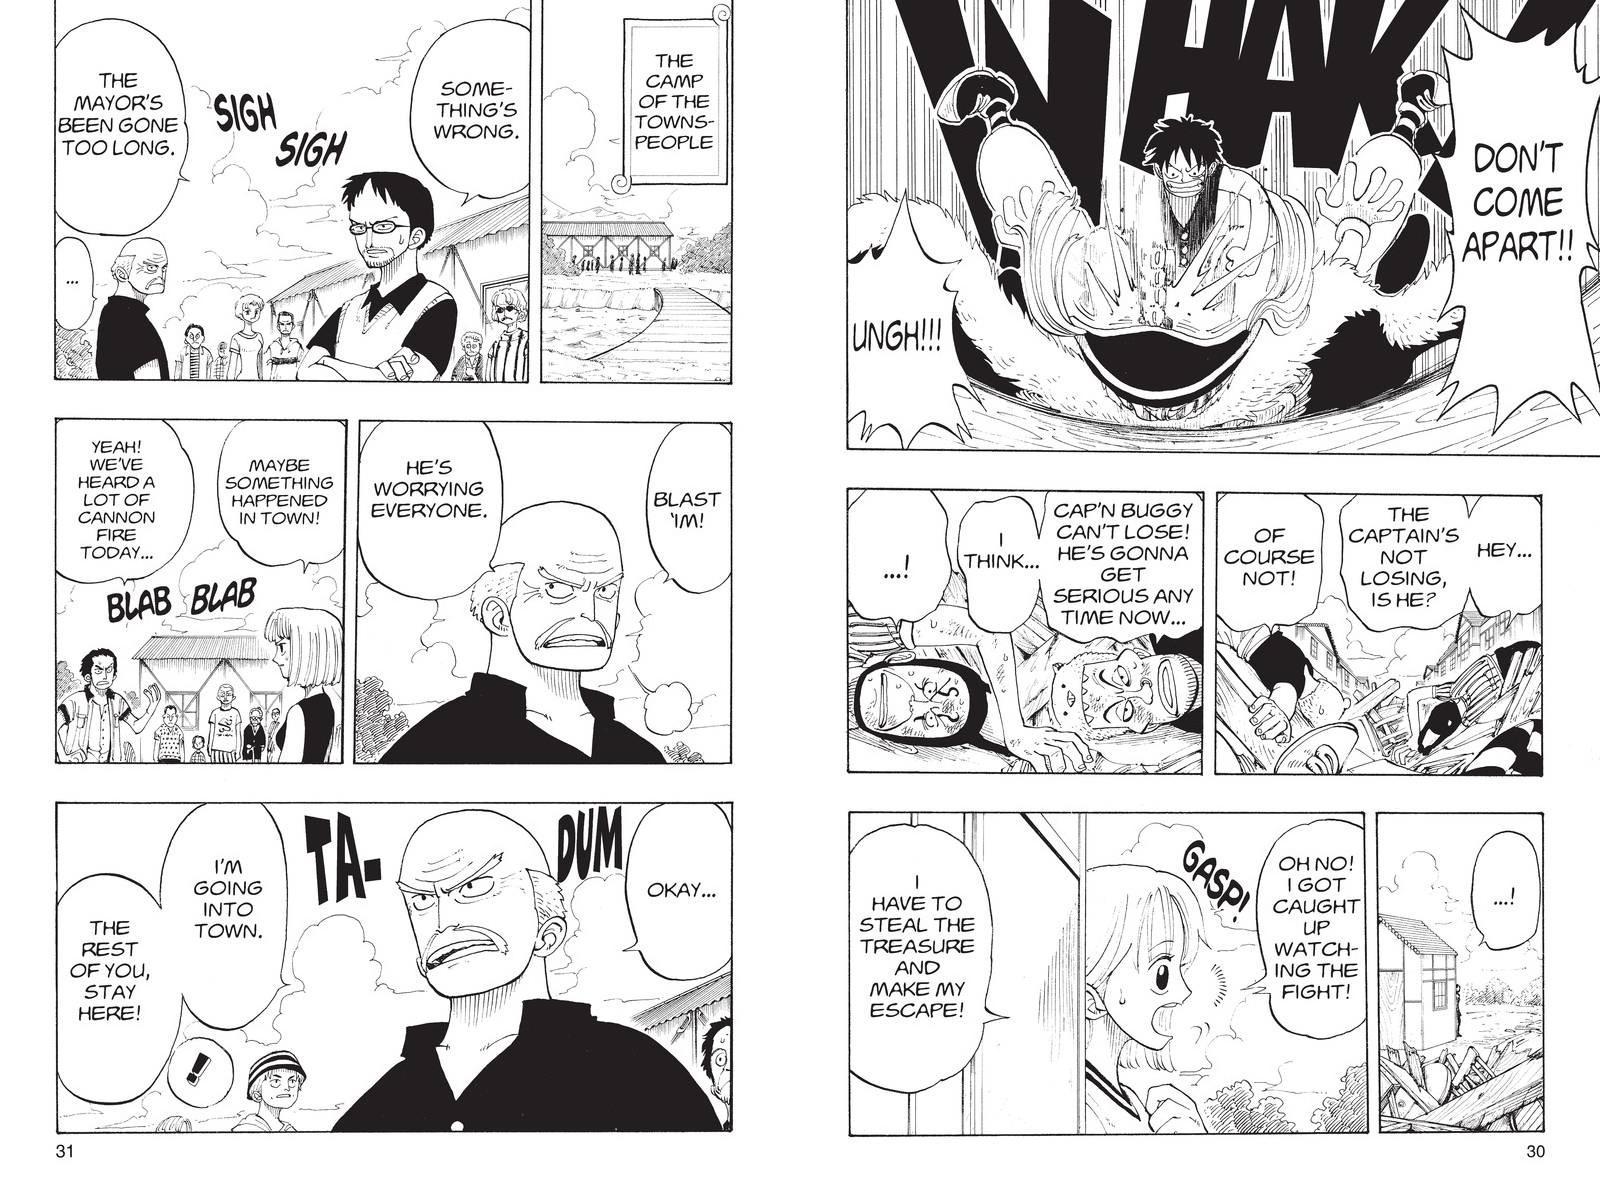 WHAK
DON'T
COME
APART!!
UNGH!!!
HEY...
THE
CAPTAIN'S
NOT
LOSING,
IS HE?
OF
COURSE
NOT!
CAP'N BUGGY
CAN'T LOSE!
HE'S GONNA
GET
SERIOUS ANY
TIME NOW...
I
THINK...
...!
...!
OH NO!
I GOT
CAUGHT
UP
WATCH-
ING THE
FIGHT!
GASP!
I
HAVE TO
STEAL THE
TREASURE
AND
MAKE MY
ESCAPE!
30
THE
CAMP
OF THE
TOWNS-
PEOPLE
SOME-
THING'S
WRONG.
SIGH
SIGH
THE
MAYOR'S
BEEN GONE
TOO LONG.
...
BLAST
'IM!
HE'S
WORRYING
EVERYONE.
MAYBE
SOMETHING
HAPPENED
IN TOWN!
YEAH!
WE'VE
HEARD A
LOT OF
CANNON
FIRE
TODAY...
BLAB BLAB
OKAY...
TA-
DUM
I'M
GOING
INTO
TOWN.
THE
REST
OF YOU,
STAY
HERE!
!
31